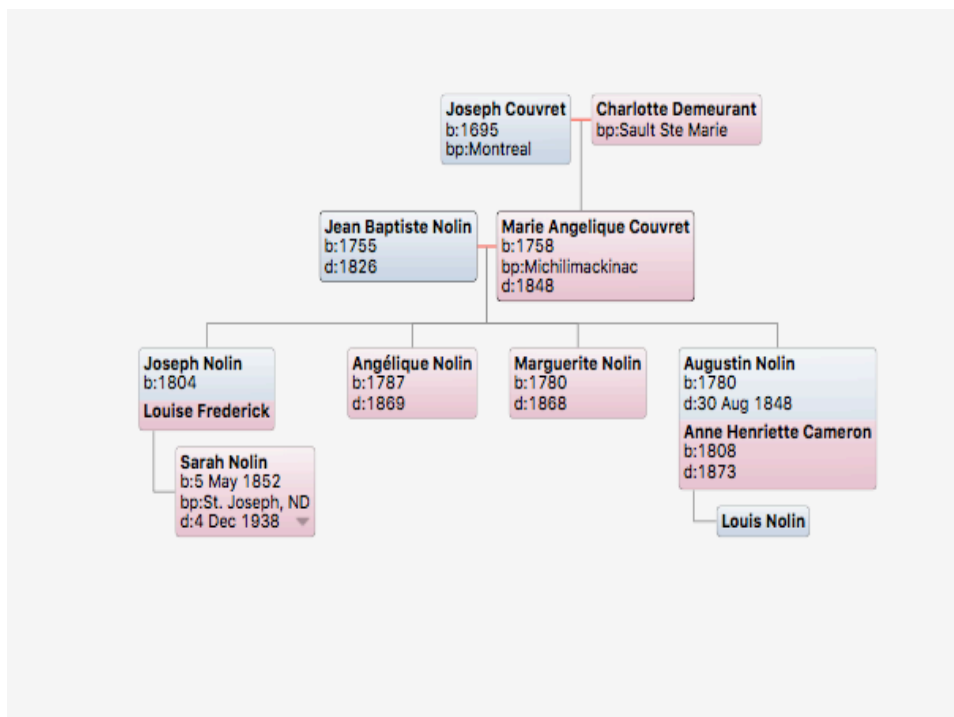 Joseph Couvret
b:1695
bp:Montreal
Charlotte Demeurant
bp:Sault Ste Marie
Jean Baptiste Nolin
b:1755
d:1826
Marie Angelique Couvret
b:1758
bp:Michilimackinac
d:1848
Joseph Nolin
b:1804
Louise Frederick
Angélique Nolin
b:1787
d:1869
Marguerite Nolin
b:1780
d:1868
Augustin Nolin
b:1780
d:30 Aug 1848
Anne Henriette Cameron
b:1808
d:1873
Sarah Nolin
b:5 May 1852
bp:St. Joseph, ND
d:4 Dec 1938
Louis Nolin